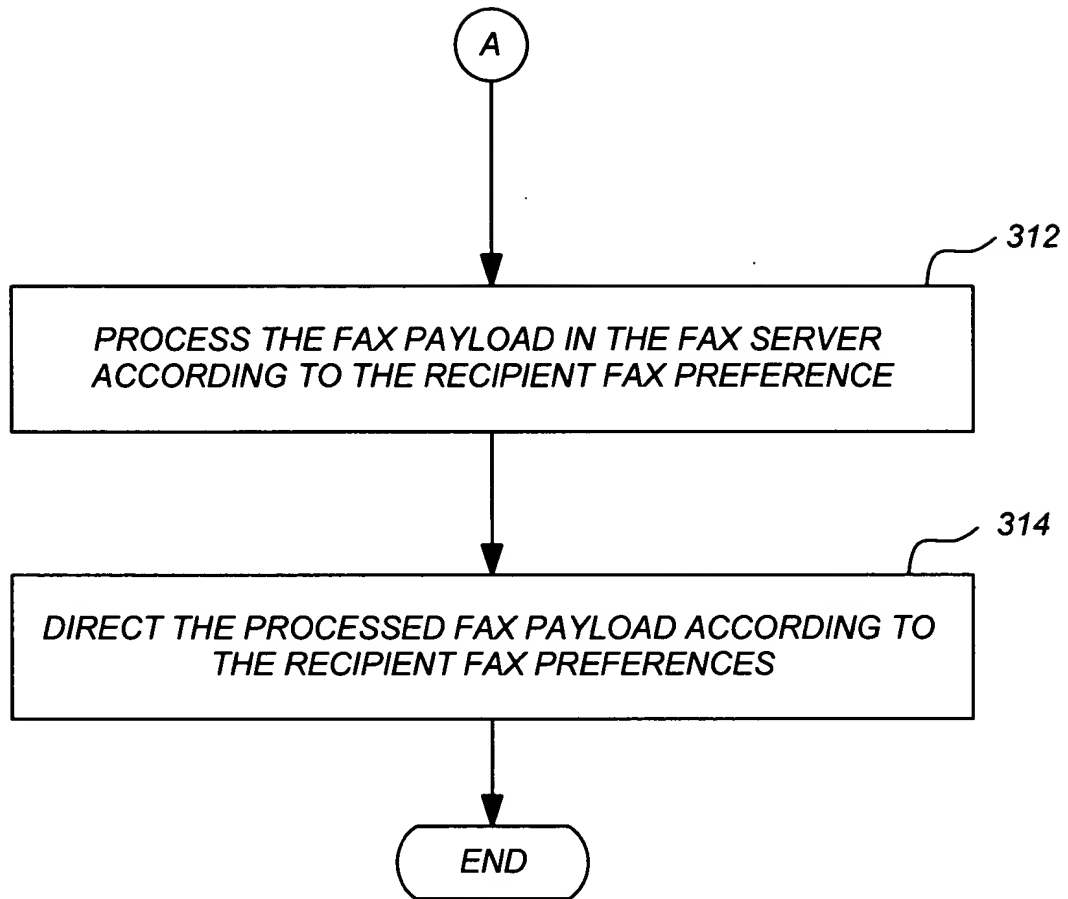 A
312
PROCESS THE FAX PAYLOAD IN THE FAX SERVER
ACCORDING TO THE RECIPIENT FAX PREFERENCE
314
DIRECT THE PROCESSED FAX PAYLOAD ACCORDING TO
THE RECIPIENT FAX PREFERENCES
END